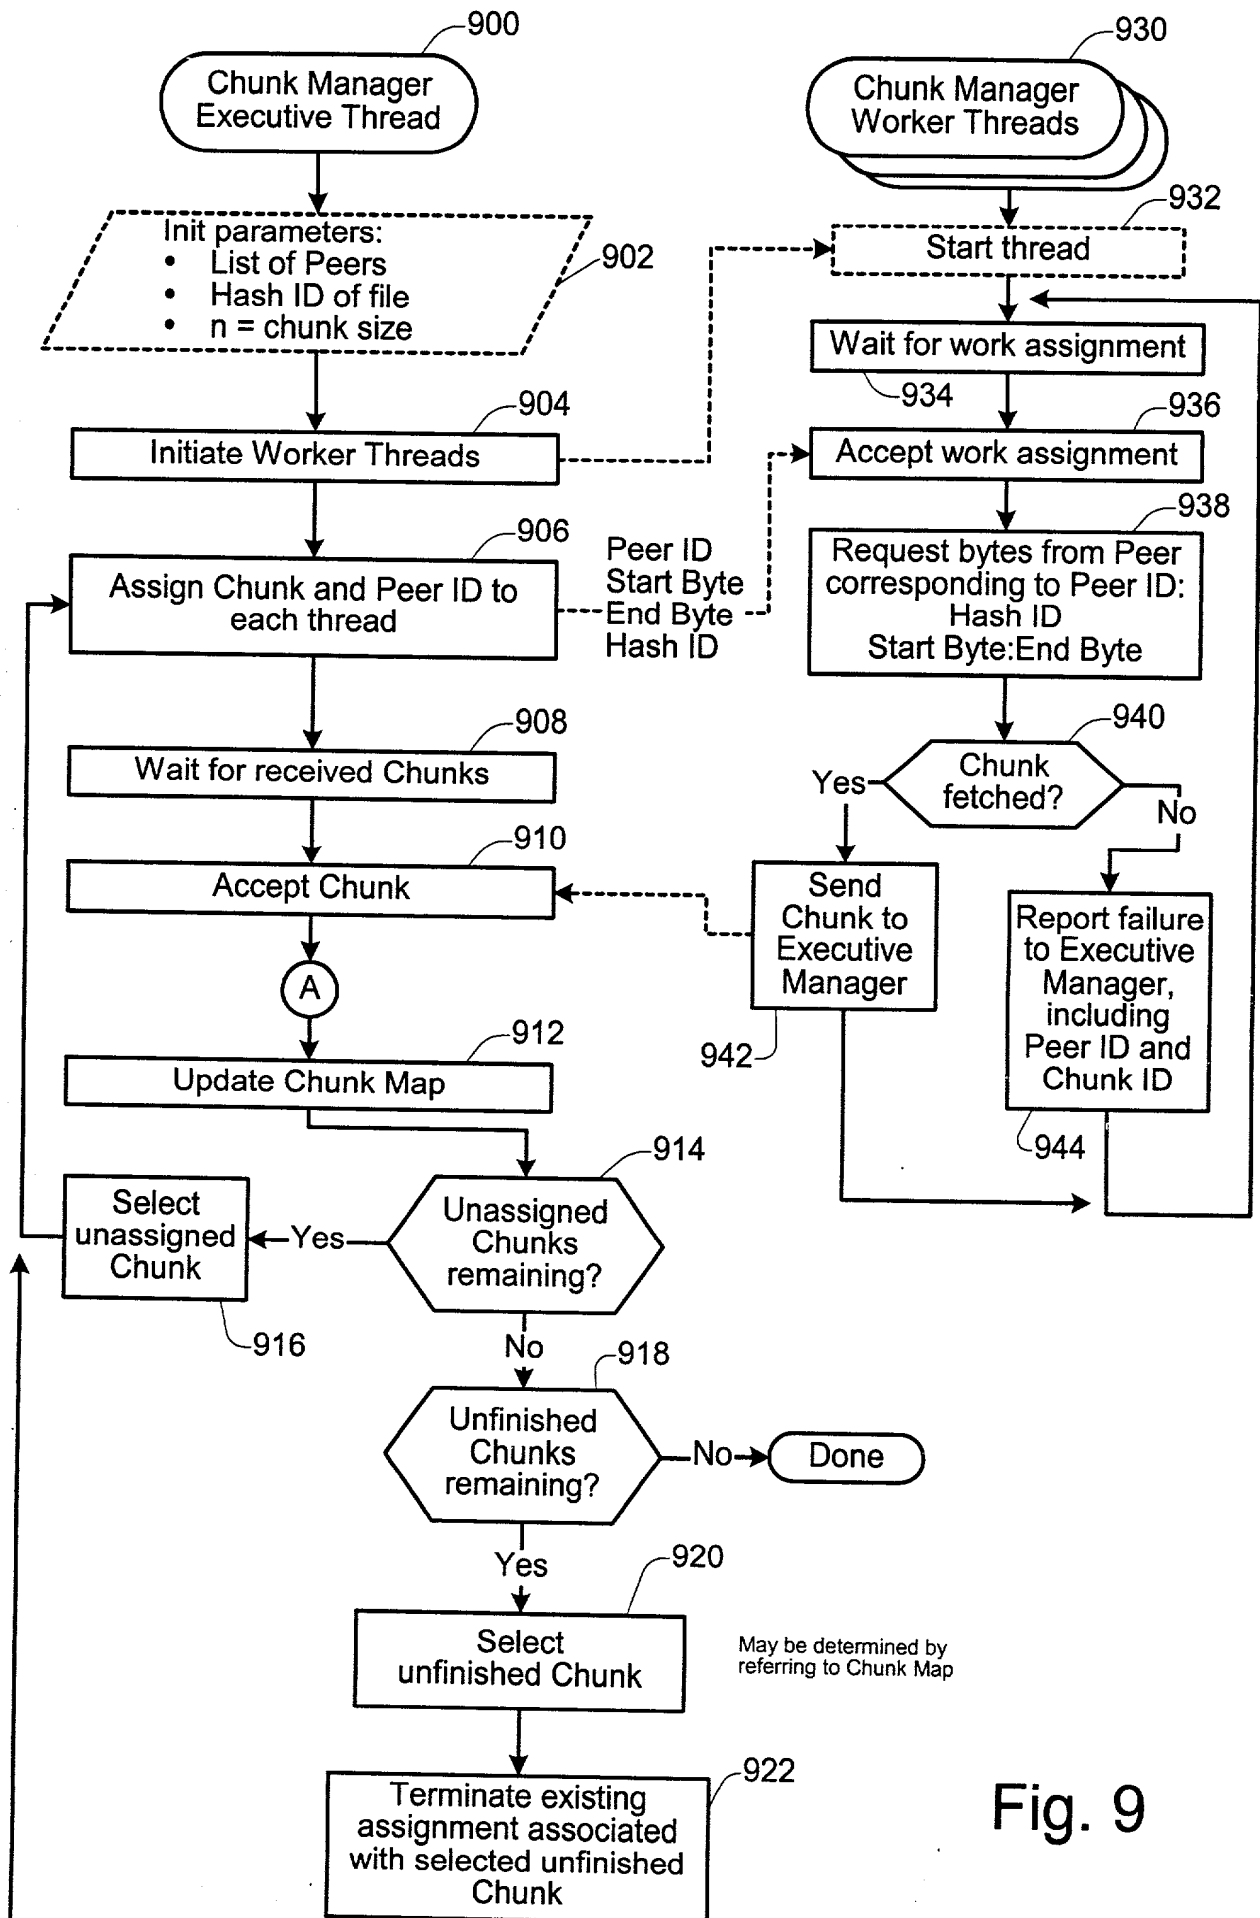 900
Chunk Manager
Executive Thread
Init parameters:
• List of Peers
• Hash ID of file
• n = chunk size
902
904
Initiate Worker Threads
906
Assign Chunk and Peer ID to
each thread
Peer ID
Start Byte
End Byte
Hash ID
908
Wait for received Chunks
910
Accept Chunk
A
912
Update Chunk Map
914
Unassigned
Chunks
remaining?
Yes
Select
unassigned
Chunk
916
No
918
Unfinished
Chunks
remaining?
No
Done
Yes
920
Select
unfinished Chunk
May be determined by
referring to Chunk Map
922
Terminate existing
assignment associated
with selected unfinished
Chunk
930
Chunk Manager
Worker Threads
932
Start thread
Wait for work assignment
934
936
Accept work assignment
938
Request bytes from Peer
corresponding to Peer ID:
Hash ID
Start Byte:End Byte
940
Chunk
fetched?
Yes
No
Send
Chunk to
Executive
Manager
942
Report failure
to Executive
Manager,
including
Peer ID and
Chunk ID
944
Fig. 9